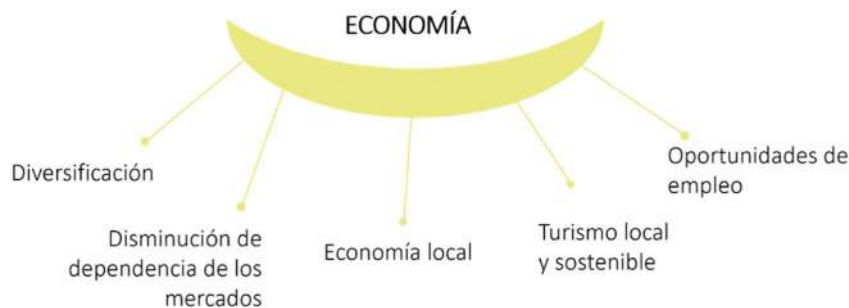 ECONOMÍA
Diversificación
Disminución de
dependencia de los
mercados
Economía local
Turismo local
y sostenible
Oportunidades de
empleo